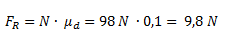 F_R = N · μ_d = 98 N · 0,1 = 9,8 N